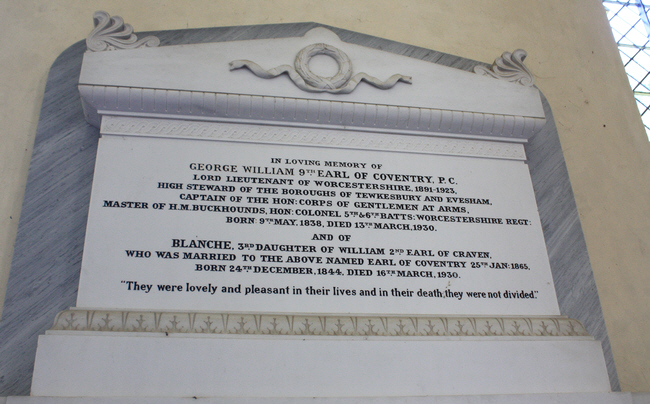 IN LOVING MEMORY OF
GEORGE WILLIAM 9TH EARL OF COVENTRY, P.C.
LORD LIEUTENANT OF WORCESTERSHIRE, 1891-1923,
HIGH STEWARD OF THE BOROUGHS OF TEWKESBURY AND EVESHAM,
CAPTAIN OF THE HON: CORPS OF GENTLEMEN AT ARMS,
MASTER OF H.M. BUCKHOUNDS, HON: COLONEL 5TH & 6TH BATTS: WORCESTERSHIRE REGT:
BORN 9TH MAY, 1838, DIED 13TH MARCH, 1930.
AND OF
BLANCHE, 3RD DAUGHTER OF WILLIAM 2ND EARL OF CRAVEN,
WHO WAS MARRIED TO THE ABOVE NAMED EARL OF COVENTRY 25TH JAN: 1865,
BORN 24TH DECEMBER, 1844. DIED 16TH MARCH, 1930.
"They were lovely and pleasant in their lives and in their death, they were not divided."